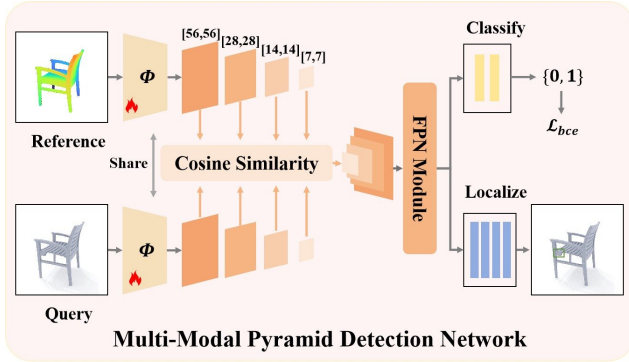 [56,56]
[28,28]
[14,14]
[7,7]
Φ
Reference
Share
Cosine Similarity
Φ
Query
FPN Module
Classify
{0, 1}
ℒbce
Localize
Multi-Modal Pyramid Detection Network